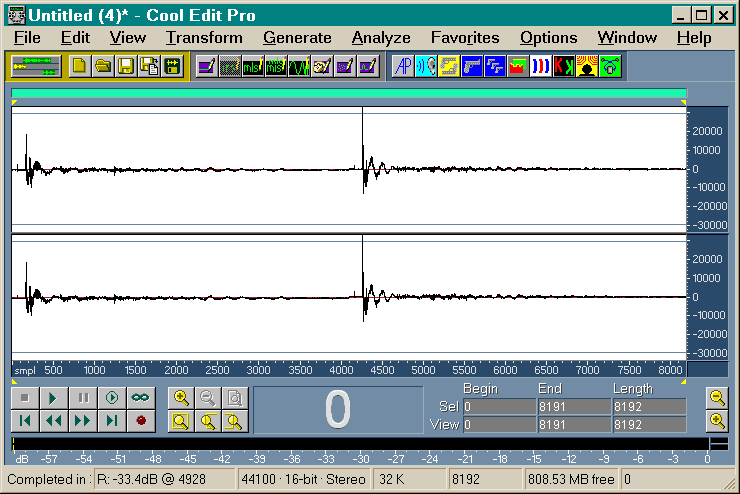 Untitled (4)* - Cool Edit Pro
File Edit View Transform Generate Analyze Favorites Options Window Help
20000
10000
0
-10000
-20000
-30000
20000
10000
0
-10000
-20000
-30000
smpl 500 1000 1500 2000 2500 3000 3500 4000 4500 5000 5500 6000 6500 7000 7500 8000
0
Begin End Length
Sel 0 8191 8192
View 0 8191 8192
dB -57 -54 -51 -48 -45 -42 -39 -36 -33 -30 -27 -24 -21 -18 -15 -12 -9 -6 -3 0
Completed in : R: -33.4dB @ 4928 44100 · 16-bit · Stereo 32 K 8192 808.53 MB free 0